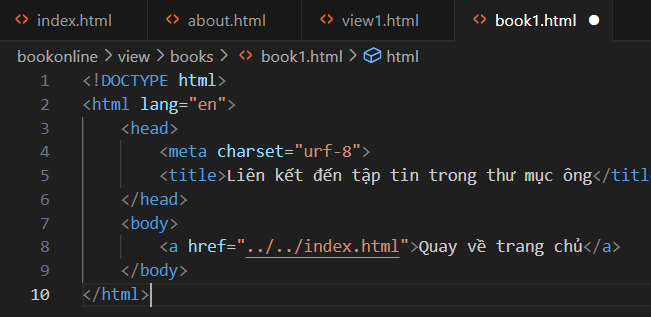 index.html about.html view1.html book1.html
bookonline > view > books > book1.html > html
1 <!DOCTYPE html>
2 <html lang="en">
3 <head>
4 <meta charset="urf-8">
5 <title>Liên kết đến tập tin trong thư mục ông</titl
6 </head>
7 <body>
8 <a href="../../index.html">Quay về trang chủ</a>
9 </body>
10 </html>